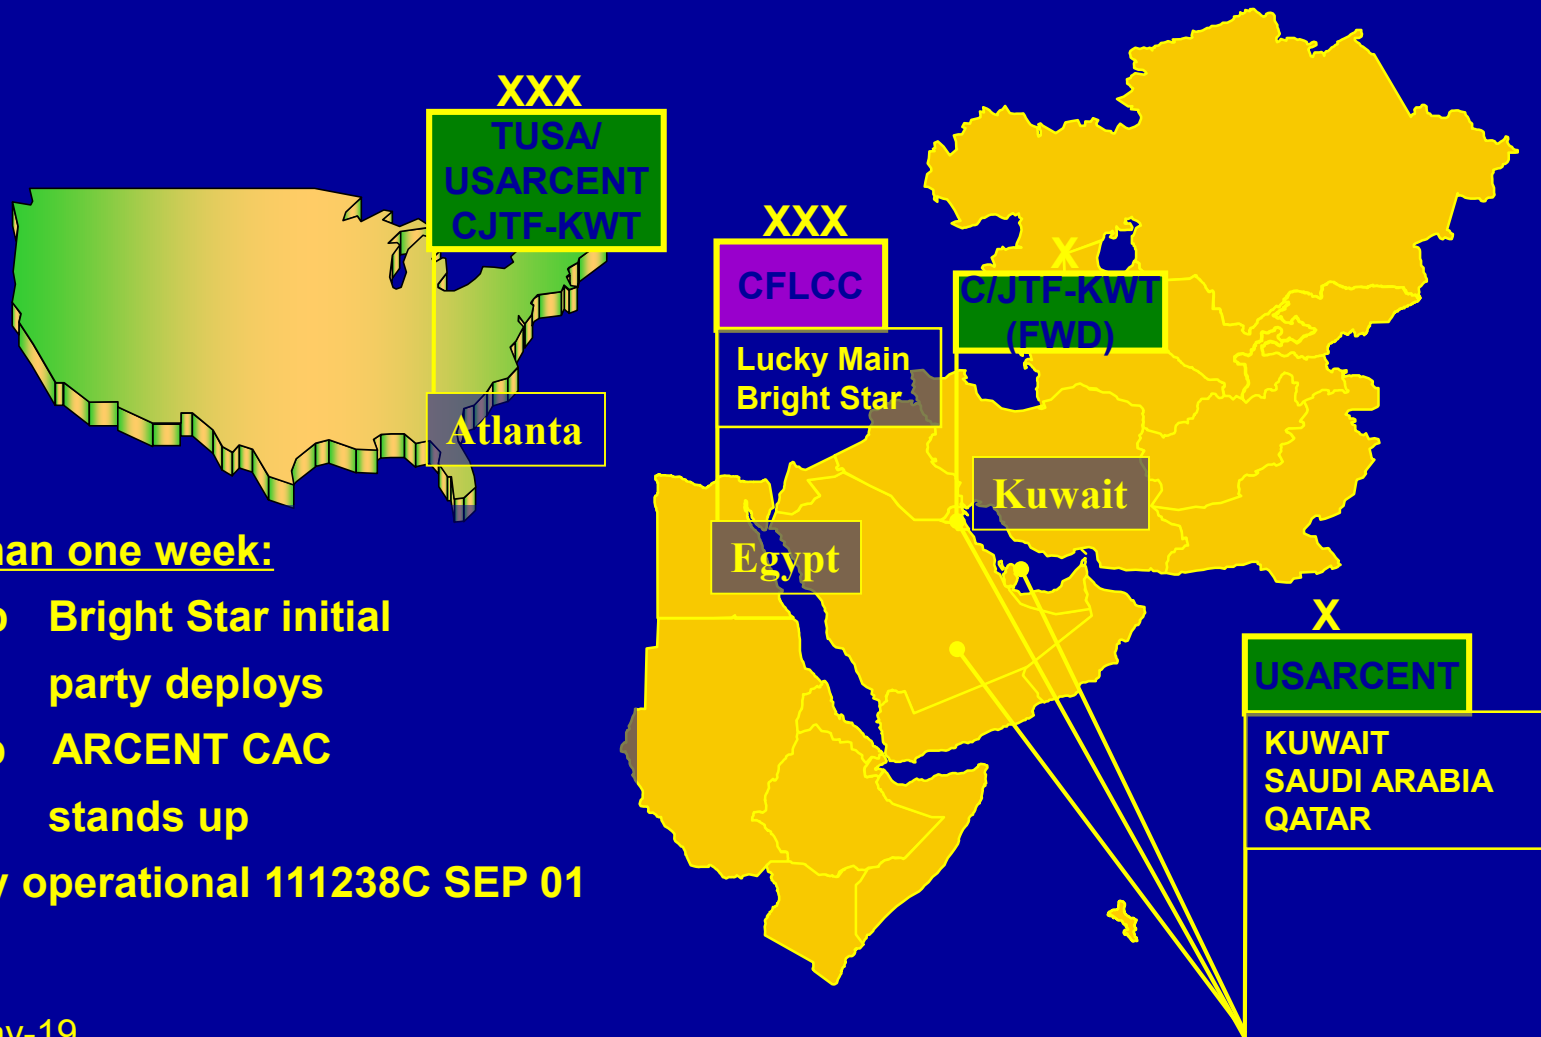 XXX
TUSA/
USARCENT
CJTF-KWT
XXX
CFLCC
Lucky Main
Bright Star
X
C/JTF-KWT
(FWD)
Atlanta
Kuwait
Egypt
one week:
Bright Star initial
party deploys
ARCENT CAC
stands up
operational 111238C SEP 01
X
USARCENT
KUWAIT
SAUDI ARABIA
QATAR
-19